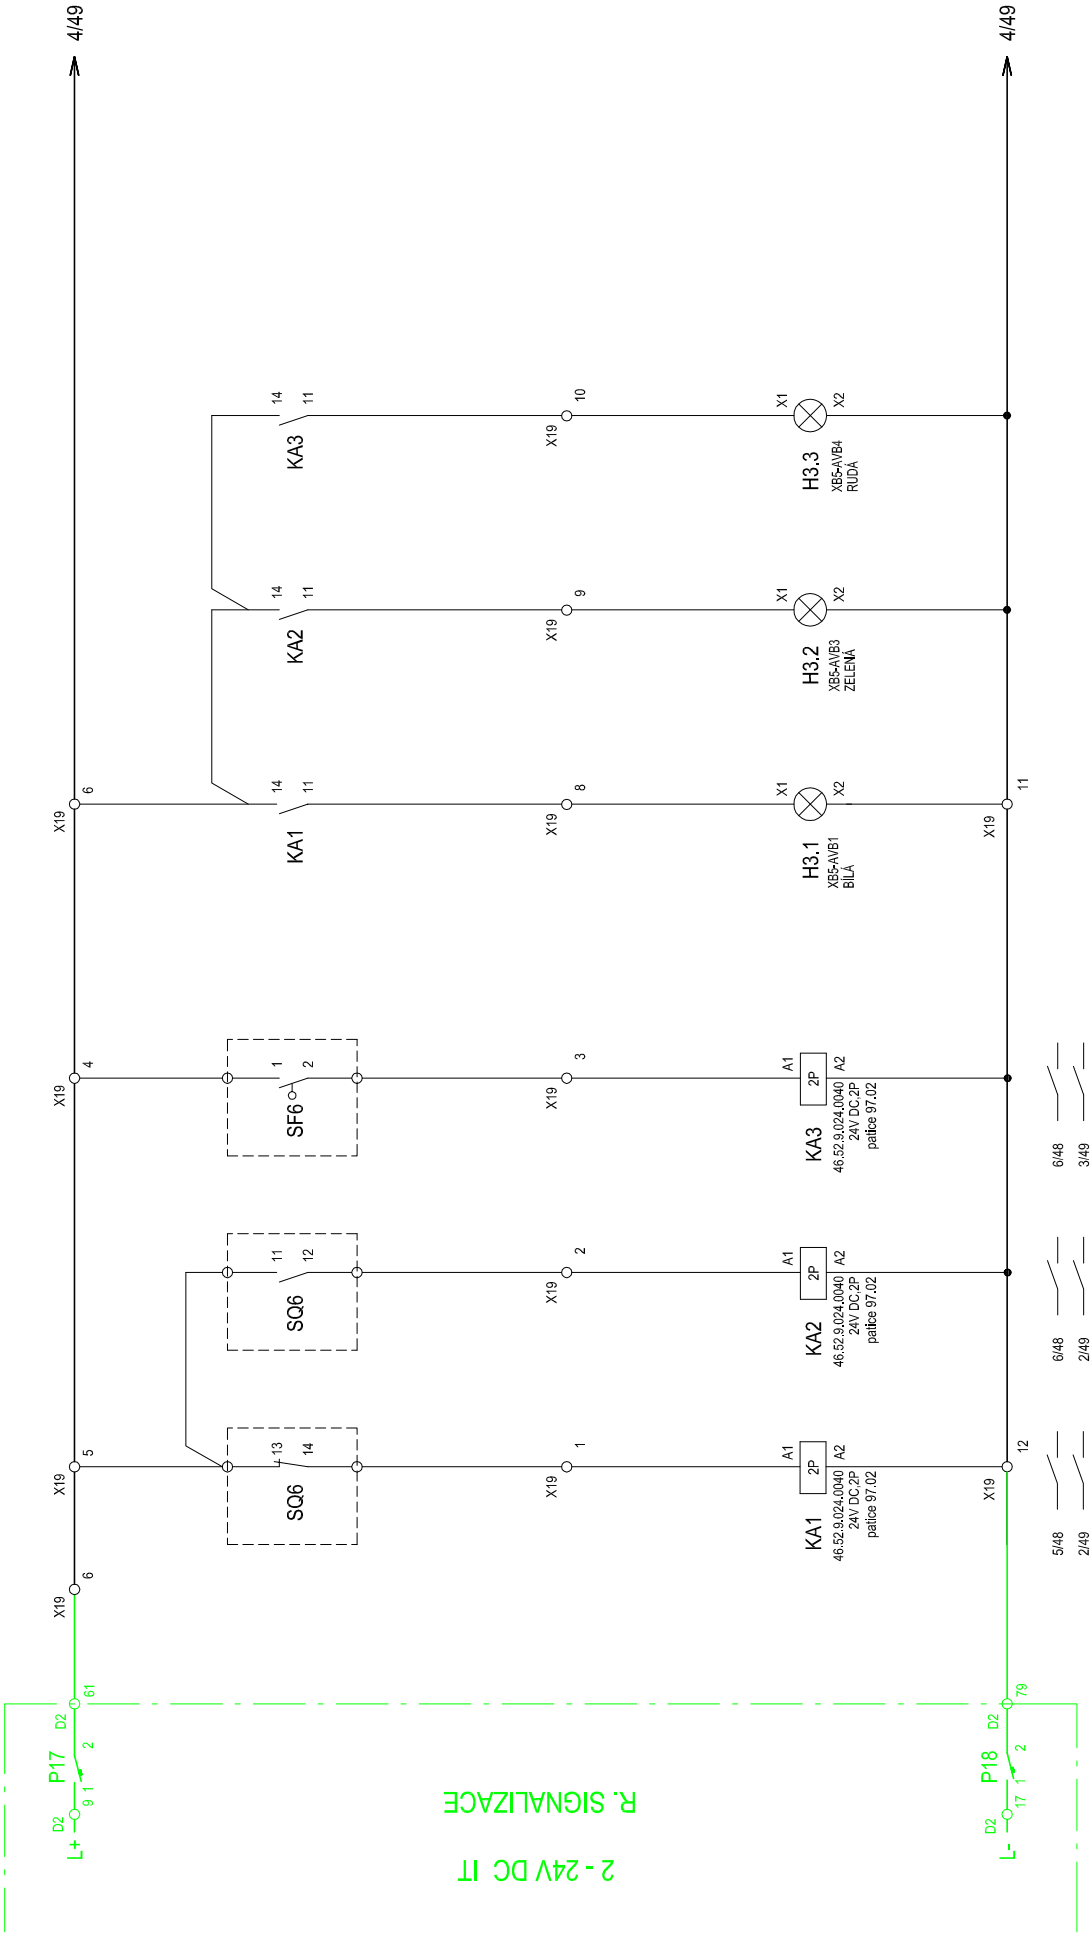 L+
D2
9
1
P17
2
D2
61
X19
6
X19
5
X19
4
X19
6
4/49
SQ6
13
14
SQ6
11
12
SF6
1
2
KA1
14
11
KA2
14
11
KA3
14
11
X19
1
X19
2
X19
3
X19
8
X19
9
X19
10
KA1
46.52.9.024.0040
24V DC,2P
patice 97.02
A1
2P
A2
KA2
46.52.9.024.0040
24V DC,2P
patice 97.02
A1
2P
A2
KA3
46.52.9.024.0040
24V DC,2P
patice 97.02
A1
2P
A2
H3.1
XB5-AVB1
BÍLÁ
X1
X2
H3.2
XB5-AVB3
ZELENÁ
X1
X2
H3.3
XB5-AVB4
RUDÁ
X1
X2
L-
D2
17
1
P18
2
D2
79
X19
12
X19
11
4/49
5/48
2/49
6/48
2/49
6/48
3/49
R. SIGNALIZACE
2 - 24V DC IT